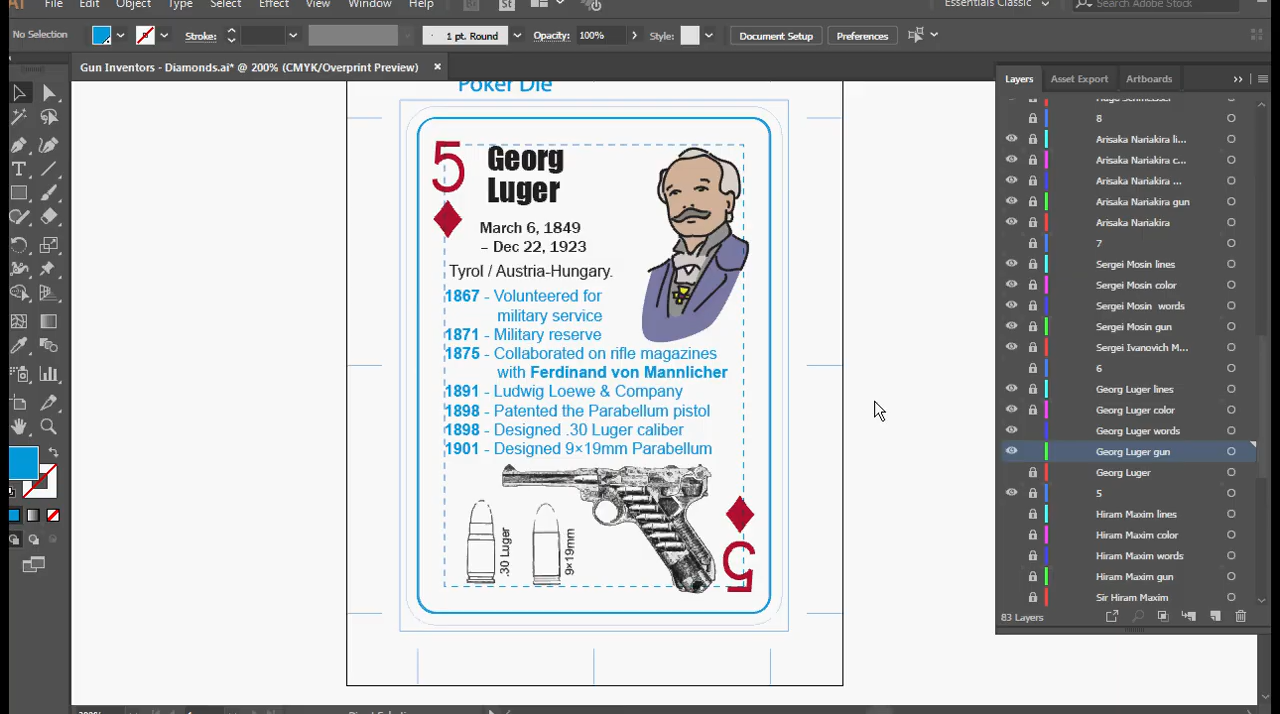 Ai File Edit Object Type Select Effect View Window Help Br St Essentials Classic Search Adobe Stock
No Selection Stroke: 1 pt. Round Opacity: 100% Style: Document Setup Preferences
Gun Inventors - Diamonds.ai* @ 200% (CMYK/Overprint Preview) ×
Poker Die
5
Georg
Luger
March 6, 1849
– Dec 22, 1923
Tyrol / Austria-Hungary.
1867 - Volunteered for
military service
1871 - Military reserve
1875 - Collaborated on rifle magazines
with Ferdinand von Mannlicher
1891 - Ludwig Loewe & Company
1898 - Patented the Parabellum pistol
1898 - Designed .30 Luger caliber
1901 - Designed 9×19mm Parabellum
.30 Luger
9×19mm
5
Layers Asset Export Artboards
8
Arisaka Nariakira li...
Arisaka Nariakira c...
Arisaka Nariakira ...
Arisaka Nariakira gun
Arisaka Nariakira
7
Sergei Mosin lines
Sergei Mosin color
Sergei Mosin words
Sergei Mosin gun
Sergei Ivanovich M...
6
Georg Luger lines
Georg Luger color
Georg Luger words
Georg Luger gun
Georg Luger
5
Hiram Maxim lines
Hiram Maxim color
Hiram Maxim words
Hiram Maxim gun
Sir Hiram Maxim
83 Layers